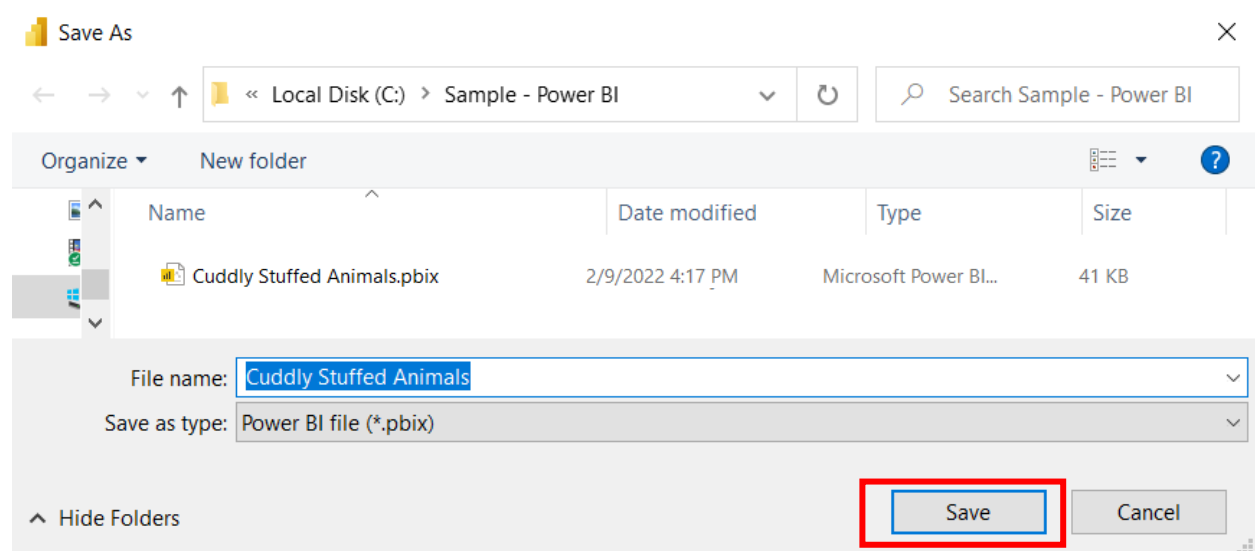 Save As
« Local Disk (C:) > Sample - Power BI
Search Sample - Power BI
Organize
New folder
?
Name
Date modified
Type
Size
Cuddly Stuffed Animals.pbix
2/9/2022 4:17 PM
Microsoft Power BI...
41 KB
File name: Cuddly Stuffed Animals
Save as type: Power BI file (*.pbix)
Hide Folders
Save
Cancel